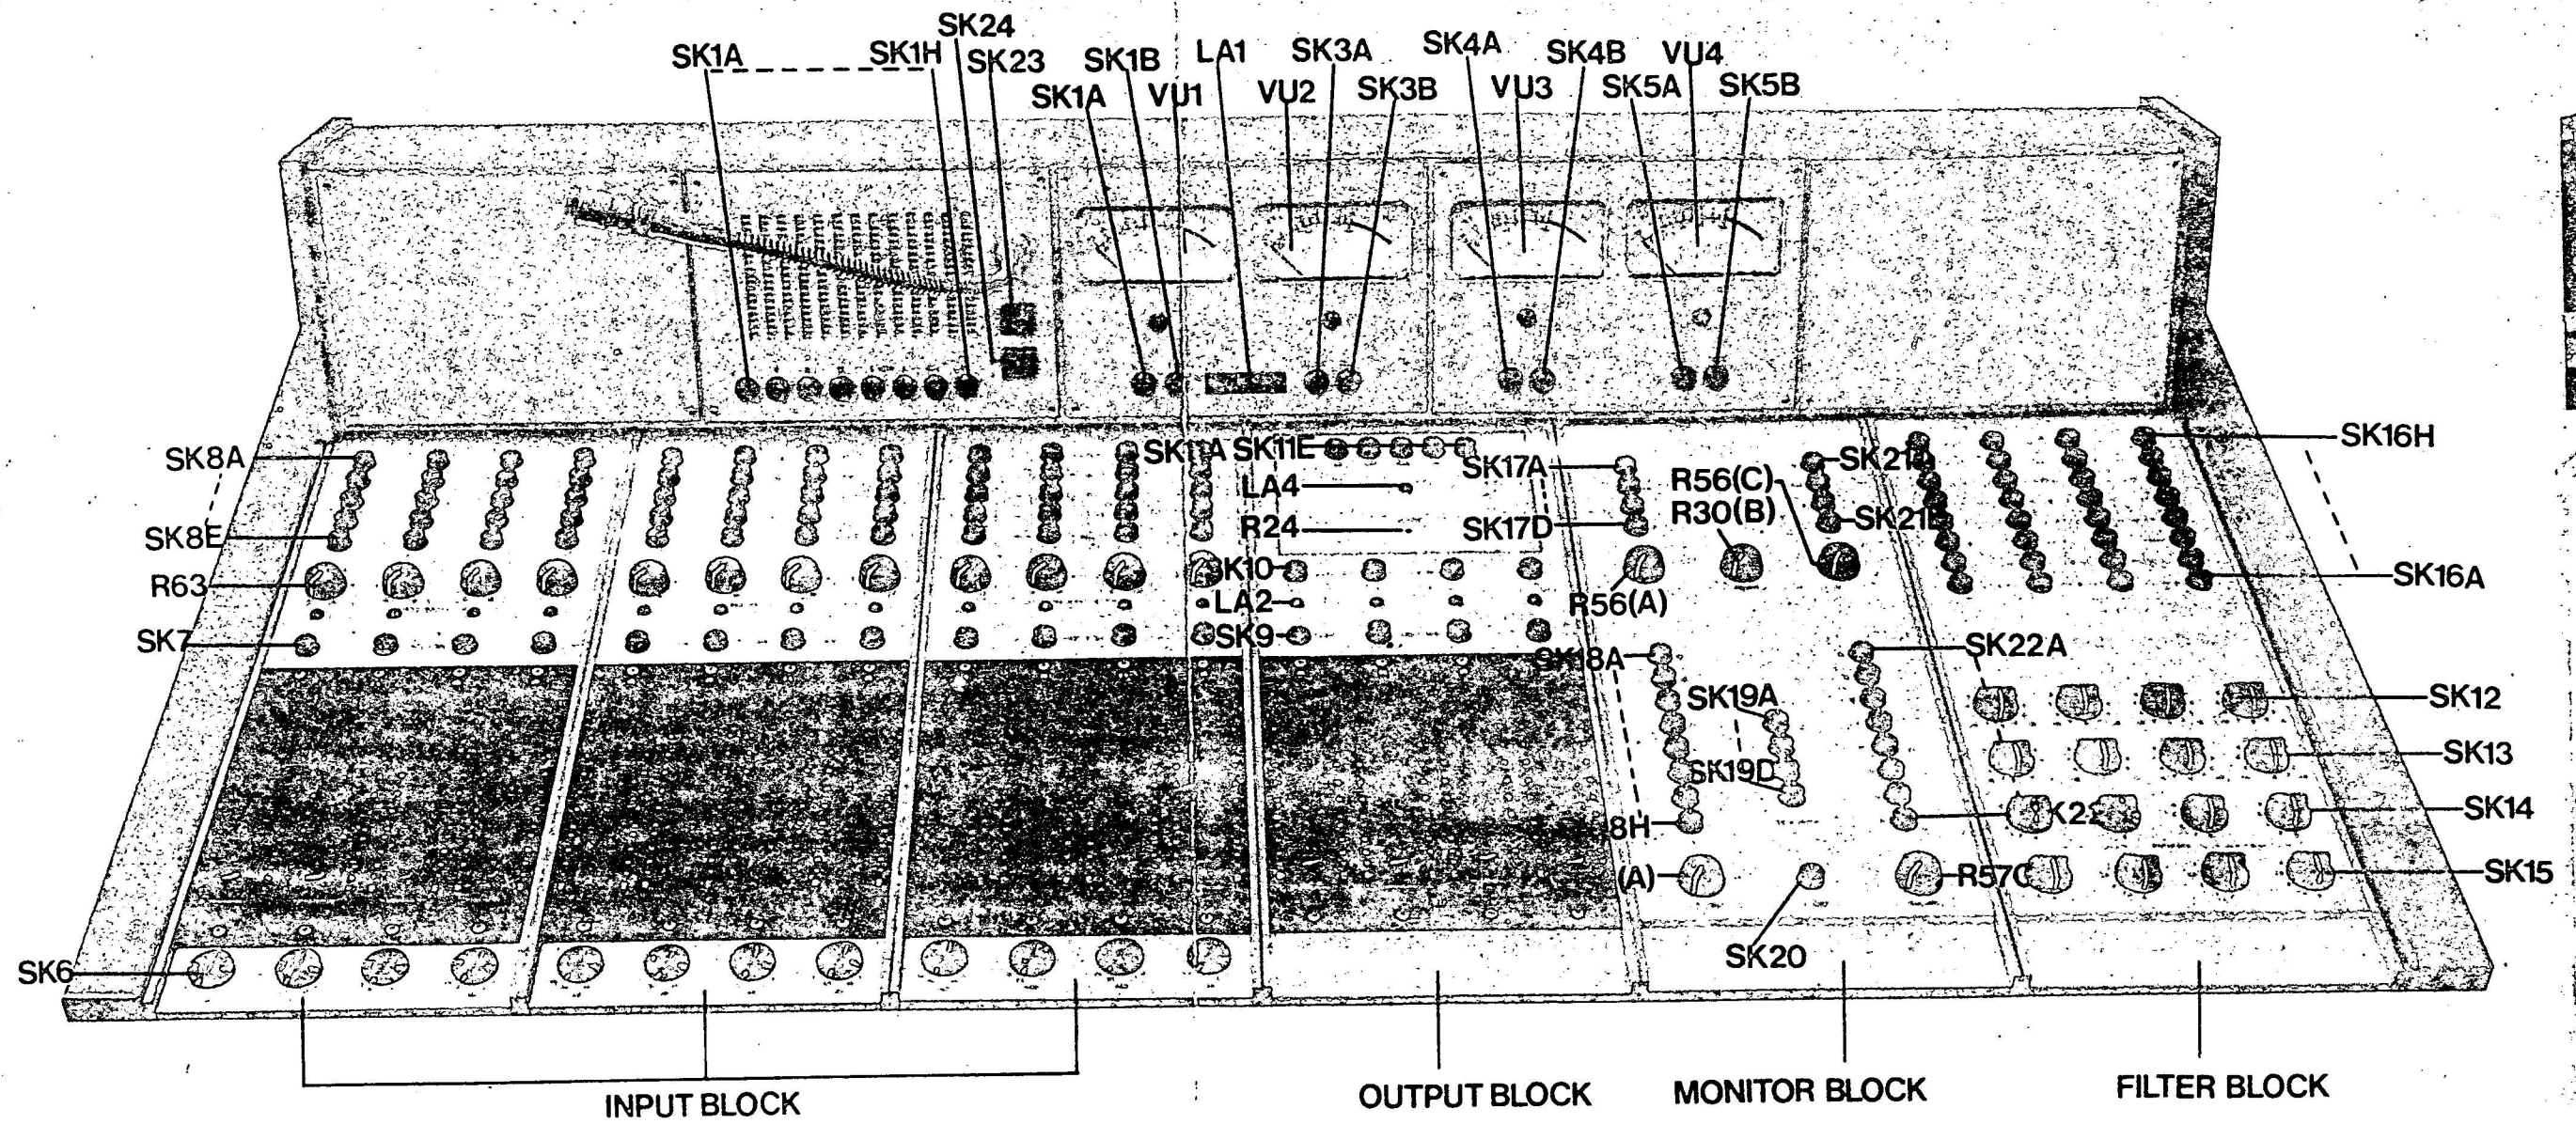 SK24
SK1A SK1H SK23 SK1B LA1 SK3A SK4A SK4B VU4
SK1A VU1 VU2 SK3B VU3 SK5A SK5B
SK8A SK11A SK11E SK17A SK16H
LA4 R56(C)
SK8E R24 SK17D R30(B)
R63 SK10 SK16A
LA2 R56(A)
SK7 SK9 SK18A SK22A
SK19A SK12
SK19D SK13
8H SK14
(A) R57C SK15
SK6 SK20
INPUT BLOCK OUTPUT BLOCK MONITOR BLOCK FILTER BLOCK